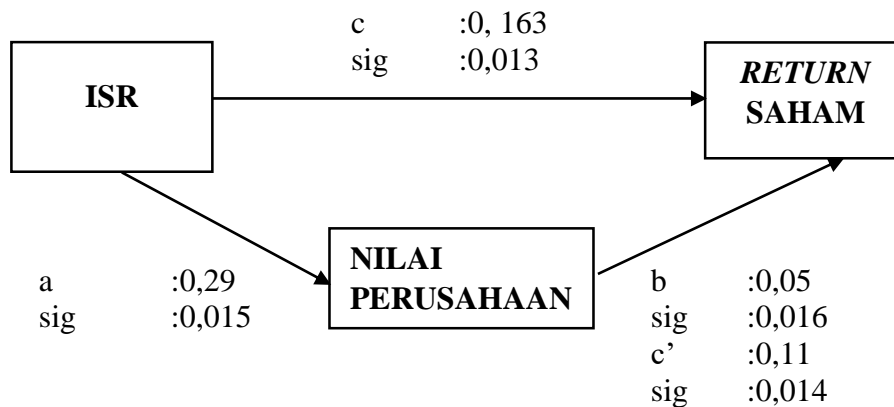 c :0, 163
sig :0,013
ISR
RETURN
SAHAM
NILAI
PERUSAHAAN
a :0,29
sig :0,015
b :0,05
sig :0,016
c’ :0,11
sig :0,014